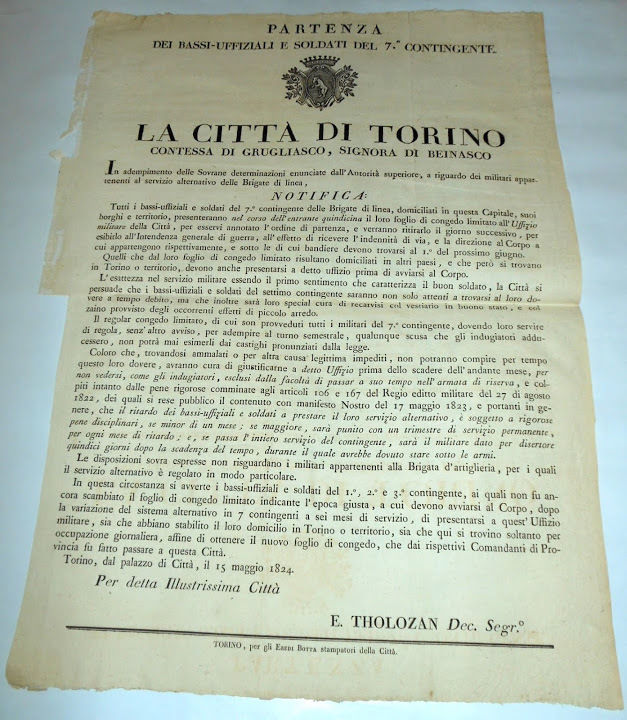 PARTENZA
DEI BASSI-UFFIZIALI E SOLDATI DEL 7.º CONTINGENTE.
LA CITTÀ DI TORINO
CONTESSA DI GRUGLIASCO, SIGNORA DI BEINASCO
In adempimento delle Sovrane determinazioni enunciate dall'Autorità superiore, a riguardo dei militari appar-
tenenti al servizio alternativo delle Brigate di linea,
NOTIFICA:
Tutti i bassi-uffiziali e soldati del 7.º contingente delle Brigate di linea, domiciliati in questa Capitale, suoi
borghi e territorio, presenteranno nel corso dell'entrante quindicina il loro foglio di congedo limitato all'Uffizio
militare della Città, per esservi annotato l'ordine di partenza, e verranno ritirarlo il giorno successivo, per
esibirlo all'Intendenza generale di guerra, all'effetto di ricevere l'indennità di via, e la direzione al Corpo a
cui appartengono rispettivamente, e sotto le di cui bandiere devono trovarsi al 1.º del prossimo giugno.
Quelli che dal loro foglio di congedo limitato risultano domiciliati in altri paesi, e che però si trovano
in Torino o territorio, devono anche presentarsi a detto uffizio prima di avviarsi al Corpo.
L'esattezza nel servizio militare essendo il primo sentimento che caratterizza il buon soldato, la Città si
persuade che i bassi-uffiziali e soldati del settimo contingente saranno non solo attenti a trovarsi al loro do-
vere a tempo debito, ma che inoltre sarà loro special cura di recarvisi col vestiario in buono stato, e col
zaino provvisto degli occorrenti effetti di piccolo arredo.
Il regolar congedo limitato, di cui son provveduti tutti i militari del 7.º contingente, dovendo loro servire
di regola, senz'altro avviso, per adempire al turno semestrale, qualunque scusa che gli indugiatori addu-
cessero, non potrà mai esimerli dai castighi pronunziati dalla legge.
Coloro che, trovandosi ammalati o per altra causa legittima impediti, non potranno compire per tempo
questo loro dovere, avranno cura di giustificarne a detto Uffizio prima dello scadere dell'andante mese, per
non vedersi, come gli indugiatori, esclusi dalla facoltà di passar a suo tempo nell'armata di riserva, e col-
piti intanto dalle pene rigorose comminate agli articoli 106 e 167 del Regio editto militare del 27 di agosto
1822, dei quali si rese pubblico il contenuto con manifesto Nostro del 17 maggio 1823, e portanti in ge-
nere, che il ritardo dei bassi-uffiziali e soldati a prestare il loro servizio alternativo, è soggetto a rigorose
pene disciplinari, se minor di un mese; se maggiore, sarà punito con un trimestre di servizio permanente,
per ogni mese di ritardo; e, se passa l'intiero servizio del contingente, sarà il militare dato per disertore
quindici giorni dopo la scadenza del tempo, durante il quale avrebbe dovuto stare sotto le armi.
Le disposizioni sovra espresse non risguardano i militari appartenenti alla Brigata d'artiglieria, per i quali
il servizio alternativo è regolato in modo particolare.
In questa circostanza si avverte i bassi-uffiziali e soldati del 1.º, 2.º e 3.º contingente, ai quali non fu an-
cora scambiato il foglio di congedo limitato indicante l'epoca giusta, a cui devono avviarsi al Corpo, dopo
la variazione del sistema alternativo in 7 contingenti a sei mesi di servizio, di presentarsi a quest'Uffizio
militare, sia che abbiano stabilito il loro domicilio in Torino o territorio, sia che qui si trovino soltanto per
occupazione giornaliera, affine di ottenere il nuovo foglio di congedo, che dai rispettivi Comandanti di Pro-
vincia fu fatto passare a questa Città.
Torino, dal palazzo di Città, il 15 maggio 1824.
Per detta Illustrissima Città
E. THOLOZAN Dec. Segr.º
TORINO, per gli EREDI BOTTA stampatori della Città.